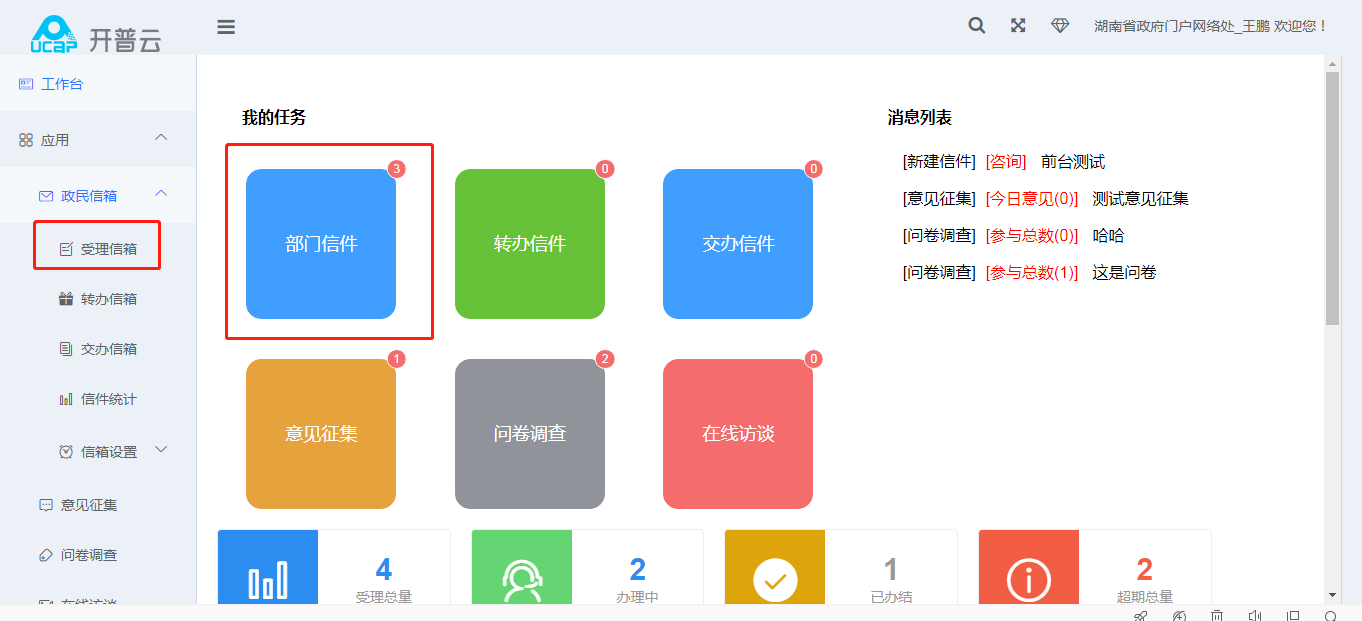 ucap 开普云
湖南省政府门户网络处_王鹏 欢迎您！
工作台
应用
政民信箱
受理信箱
转办信箱
交办信箱
信件统计
信箱设置
意见征集
问卷调查
在线访谈
我的任务
部门信件 3
转办信件 0
交办信件 0
意见征集 1
问卷调查 2
在线访谈 0
消息列表
[新建信件] [咨询] 前台测试
[意见征集] [今日意见(0)] 测试意见征集
[问卷调查] [参与总数(0)] 哈哈
[问卷调查] [参与总数(1)] 这是问卷
4
受理总量
2
办理中
1
已办结
2
超期总量